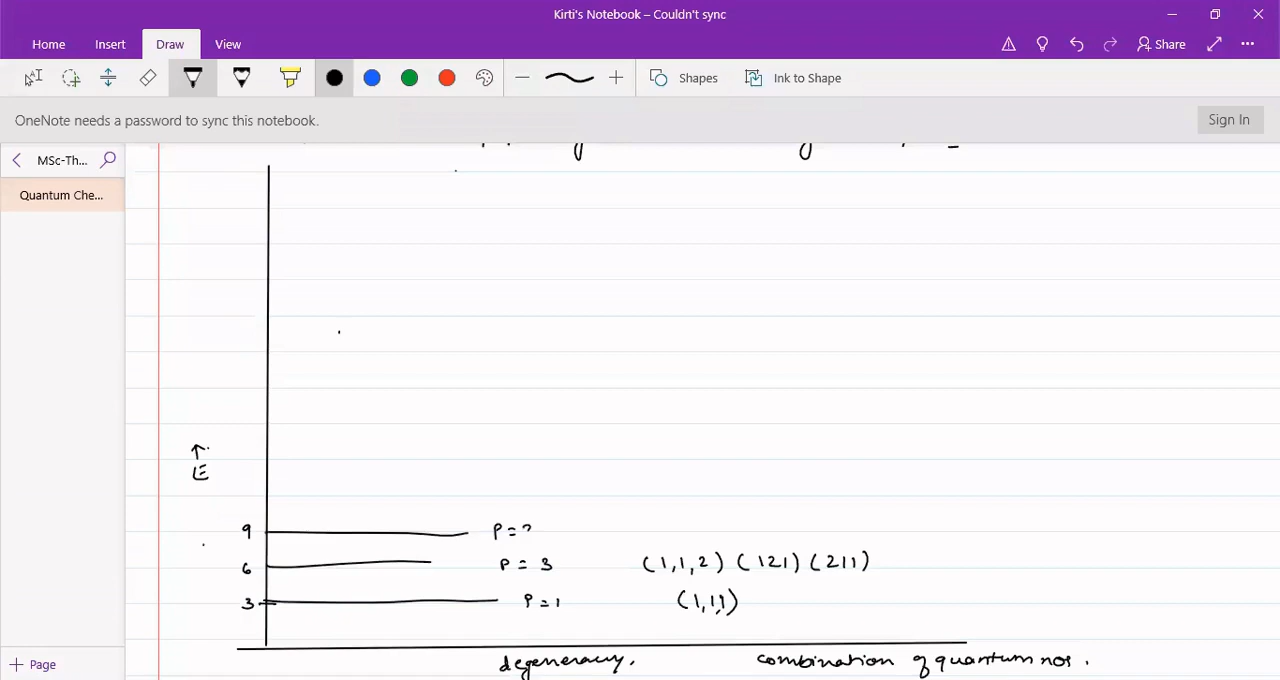 Kirti's Notebook – Couldn't sync
Home Insert Draw View
Share
Shapes Ink to Shape
OneNote needs a password to sync this notebook. Sign In
MSc-Th...
Quantum Che...
↑
E
9 P = ?
6 P = 3 (1,1,2) (121) (211)
3 P = 1 (1,1,1)
degeneracy. combination of quantum nos.
+ Page